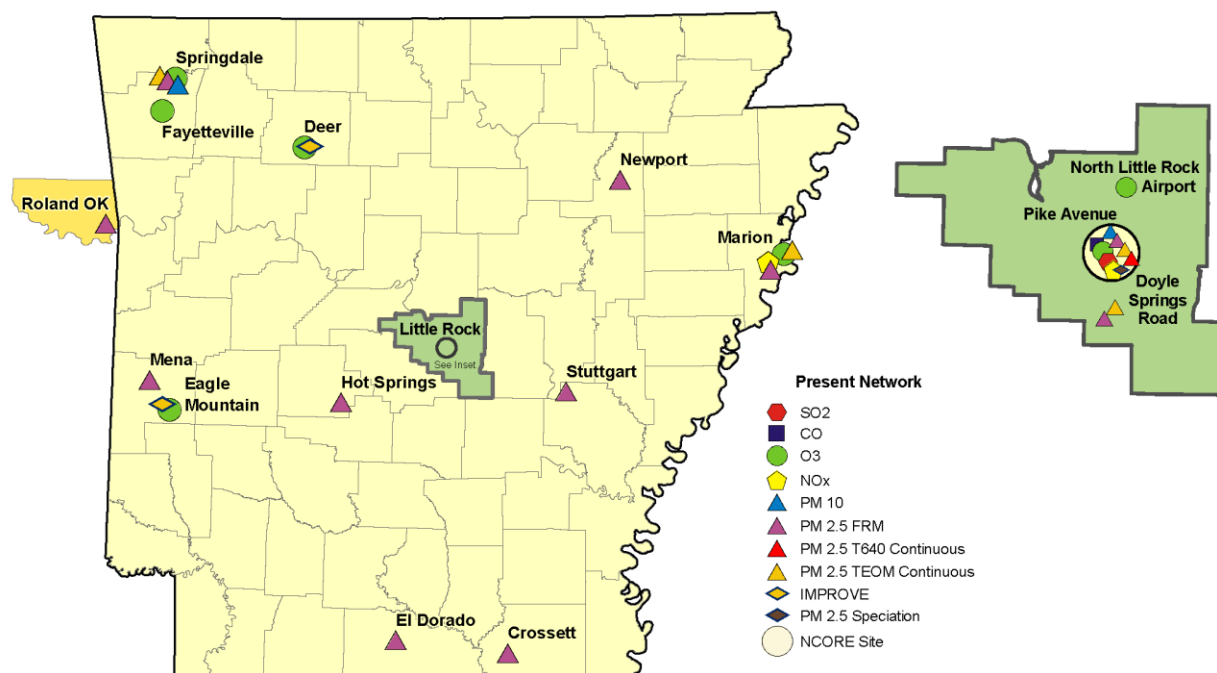 Springdale
Fayetteville
Deer
Newport
Roland OK
Marion
Little Rock
See Inset
Mena
Eagle
Mountain
Hot Springs
Stuttgart
El Dorado
Crossett
North Little Rock
Airport
Pike Avenue
Doyle
Springs
Road
Present Network
SO2
CO
O3
NOx
PM 10
PM 2.5 FRM
PM 2.5 T640 Continuous
PM 2.5 TEOM Continuous
IMPROVE
PM 2.5 Speciation
NCORE Site